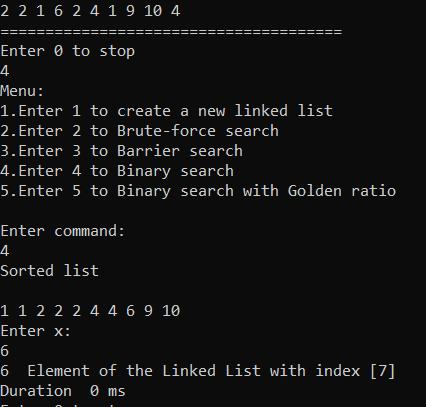 2 2 1 6 2 4 1 9 10 4
=====================================
Enter 0 to stop
4
Menu:
1.Enter 1 to create a new linked list
2.Enter 2 to Brute-force search
3.Enter 3 to Barrier search
4.Enter 4 to Binary search
5.Enter 5 to Binary search with Golden ratio
Enter command:
4
Sorted list
1 1 2 2 2 4 4 6 9 10
Enter x:
6
6  Element of the Linked List with index [7]
Duration  0 ms